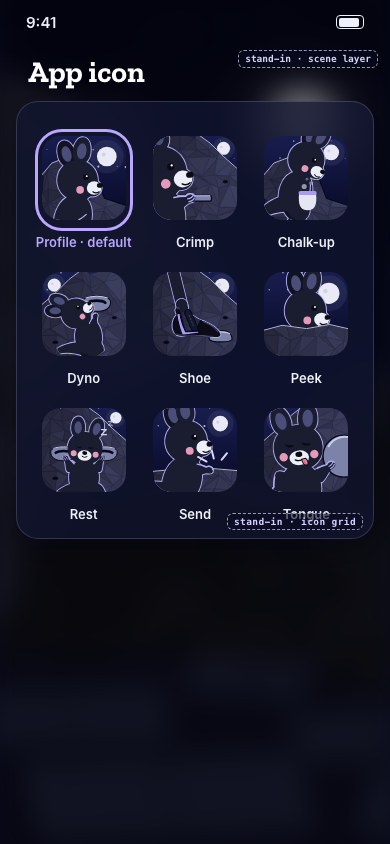 9:41
stand-in · scene layer
App icon
Profile · default
Crimp
Chalk-up
Dyno
Shoe
Peek
z
Rest
Send
Tongue
stand-in · icon grid